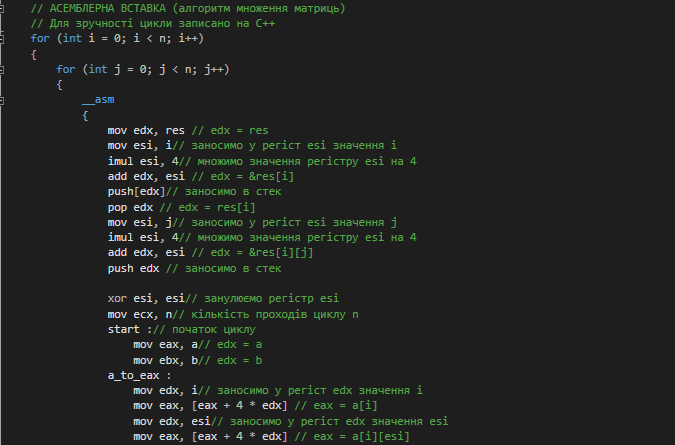 // АСЕМБЛЕРНА ВСТАВКА (алгоритм множення матриць)
// Для зручності цикли записано на C++
for (int i = 0; i < n; i++)
{
for (int j = 0; j < n; j++)
{
__asm
{
mov edx, res // edx = res
mov esi, i// заносимо у регіст esi значення i
imul esi, 4// множимо значення регістру esi на 4
add edx, esi // edx = &res[i]
push[edx]// заносимо в стек
pop edx // edx = res[i]
mov esi, j// заносимо у регіст esi значення j
imul esi, 4// множимо значення регістру esi на 4
add edx, esi // edx = &res[i][j]
push edx // заносимо в стек
xor esi, esi// занулюємо регістр esi
mov ecx, n// кількість проходів циклу n
start :// початок циклу
mov eax, a// edx = a
mov ebx, b// edx = b
a_to_eax :
mov edx, i// заносимо у регіст edx значення i
mov eax, [eax + 4 * edx] // eax = a[i]
mov edx, esi// заносимо у регіст edx значення esi
mov eax, [eax + 4 * edx] // eax = a[i][esi]